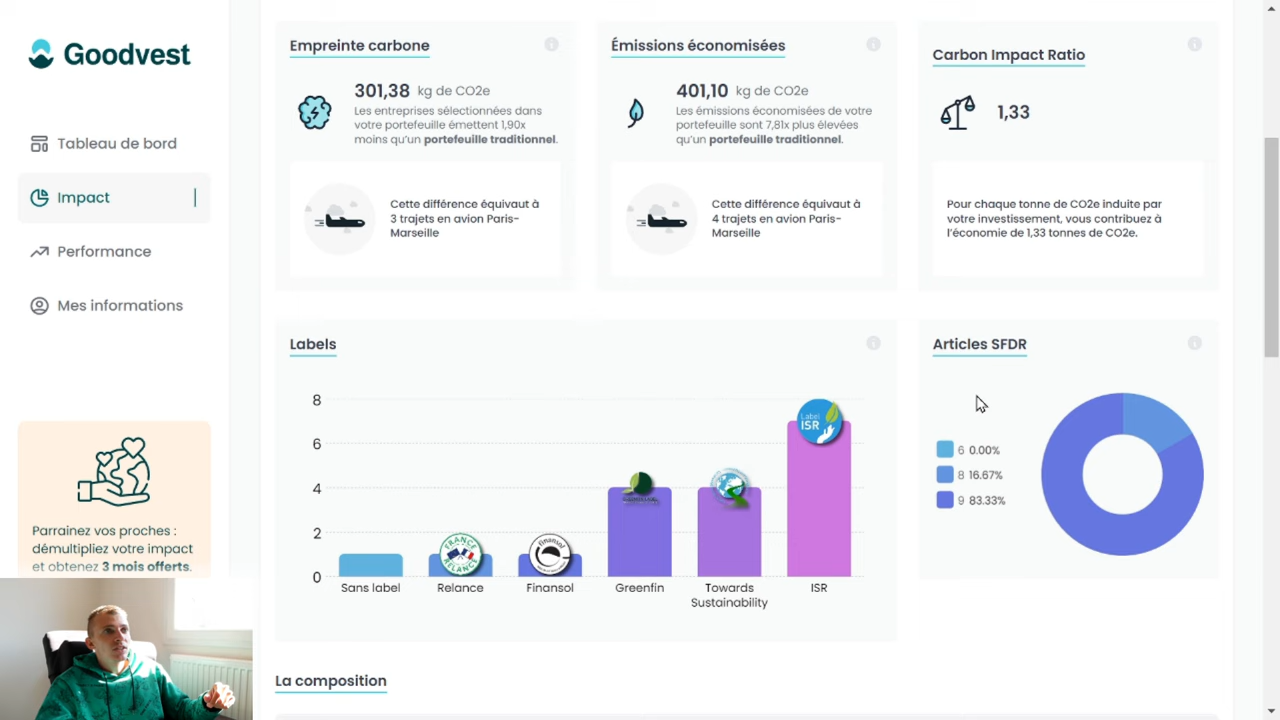 Goodvest
Tableau de bord
Impact
Performance
Mes informations
Parrainez vos proches :
démultipliez votre impact
et obtenez 3 mois offerts.
Empreinte carbone
301,38 kg de CO2e
Les entreprises sélectionnées dans
votre portefeuille émettent 1,90x
moins qu'un portefeuille traditionnel.
Cette différence équivaut à
3 trajets en avion Paris-
Marseille
Émissions économisées
401,10 kg de CO2e
Les émissions économisées de votre
portefeuille sont 7,81x plus élevées
qu'un portefeuille traditionnel.
Cette différence équivaut à
4 trajets en avion Paris-
Marseille
Carbon Impact Ratio
1,33
Pour chaque tonne de CO2e induite par
votre investissement, vous contribuez à
l'économie de 1,33 tonnes de CO2e.
Labels
8
6
4
2
0
FRANCE
RELANCE
finansol
Label
ISR
Sans label
Relance
Finansol
Greenfin
Towards
Sustainability
ISR
Articles SFDR
6 0.00%
8 16.67%
9 83.33%
La composition